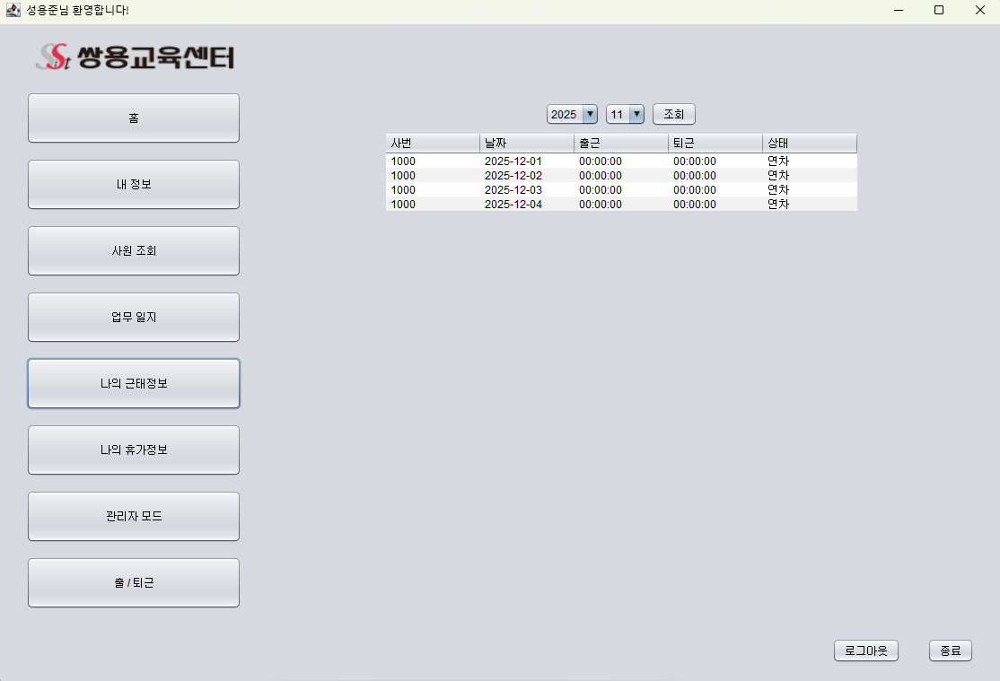 성용준님 환영합니다!
SSt 쌍용교육센터
홈
내 정보
사원 조회
업무 일지
나의 근태정보
나의 휴가정보
관리자 모드
출 / 퇴근
2025 11 조회
사번 날짜 출근 퇴근 상태
1000 2025-12-01 00:00:00 00:00:00 연차
1000 2025-12-02 00:00:00 00:00:00 연차
1000 2025-12-03 00:00:00 00:00:00 연차
1000 2025-12-04 00:00:00 00:00:00 연차
로그아웃 종료